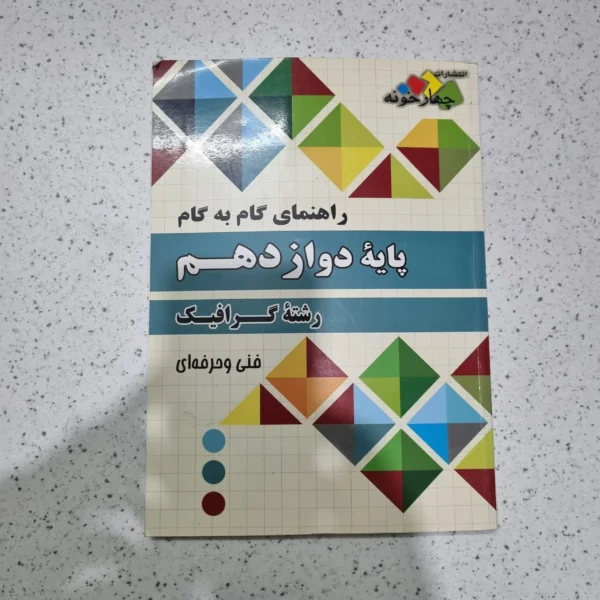 انتشارات
چهارخونه
راهنمای گام به گام
پایهٔ دوازدهم
رشتهٔ گرافیک
فنی وحرفه‌ای